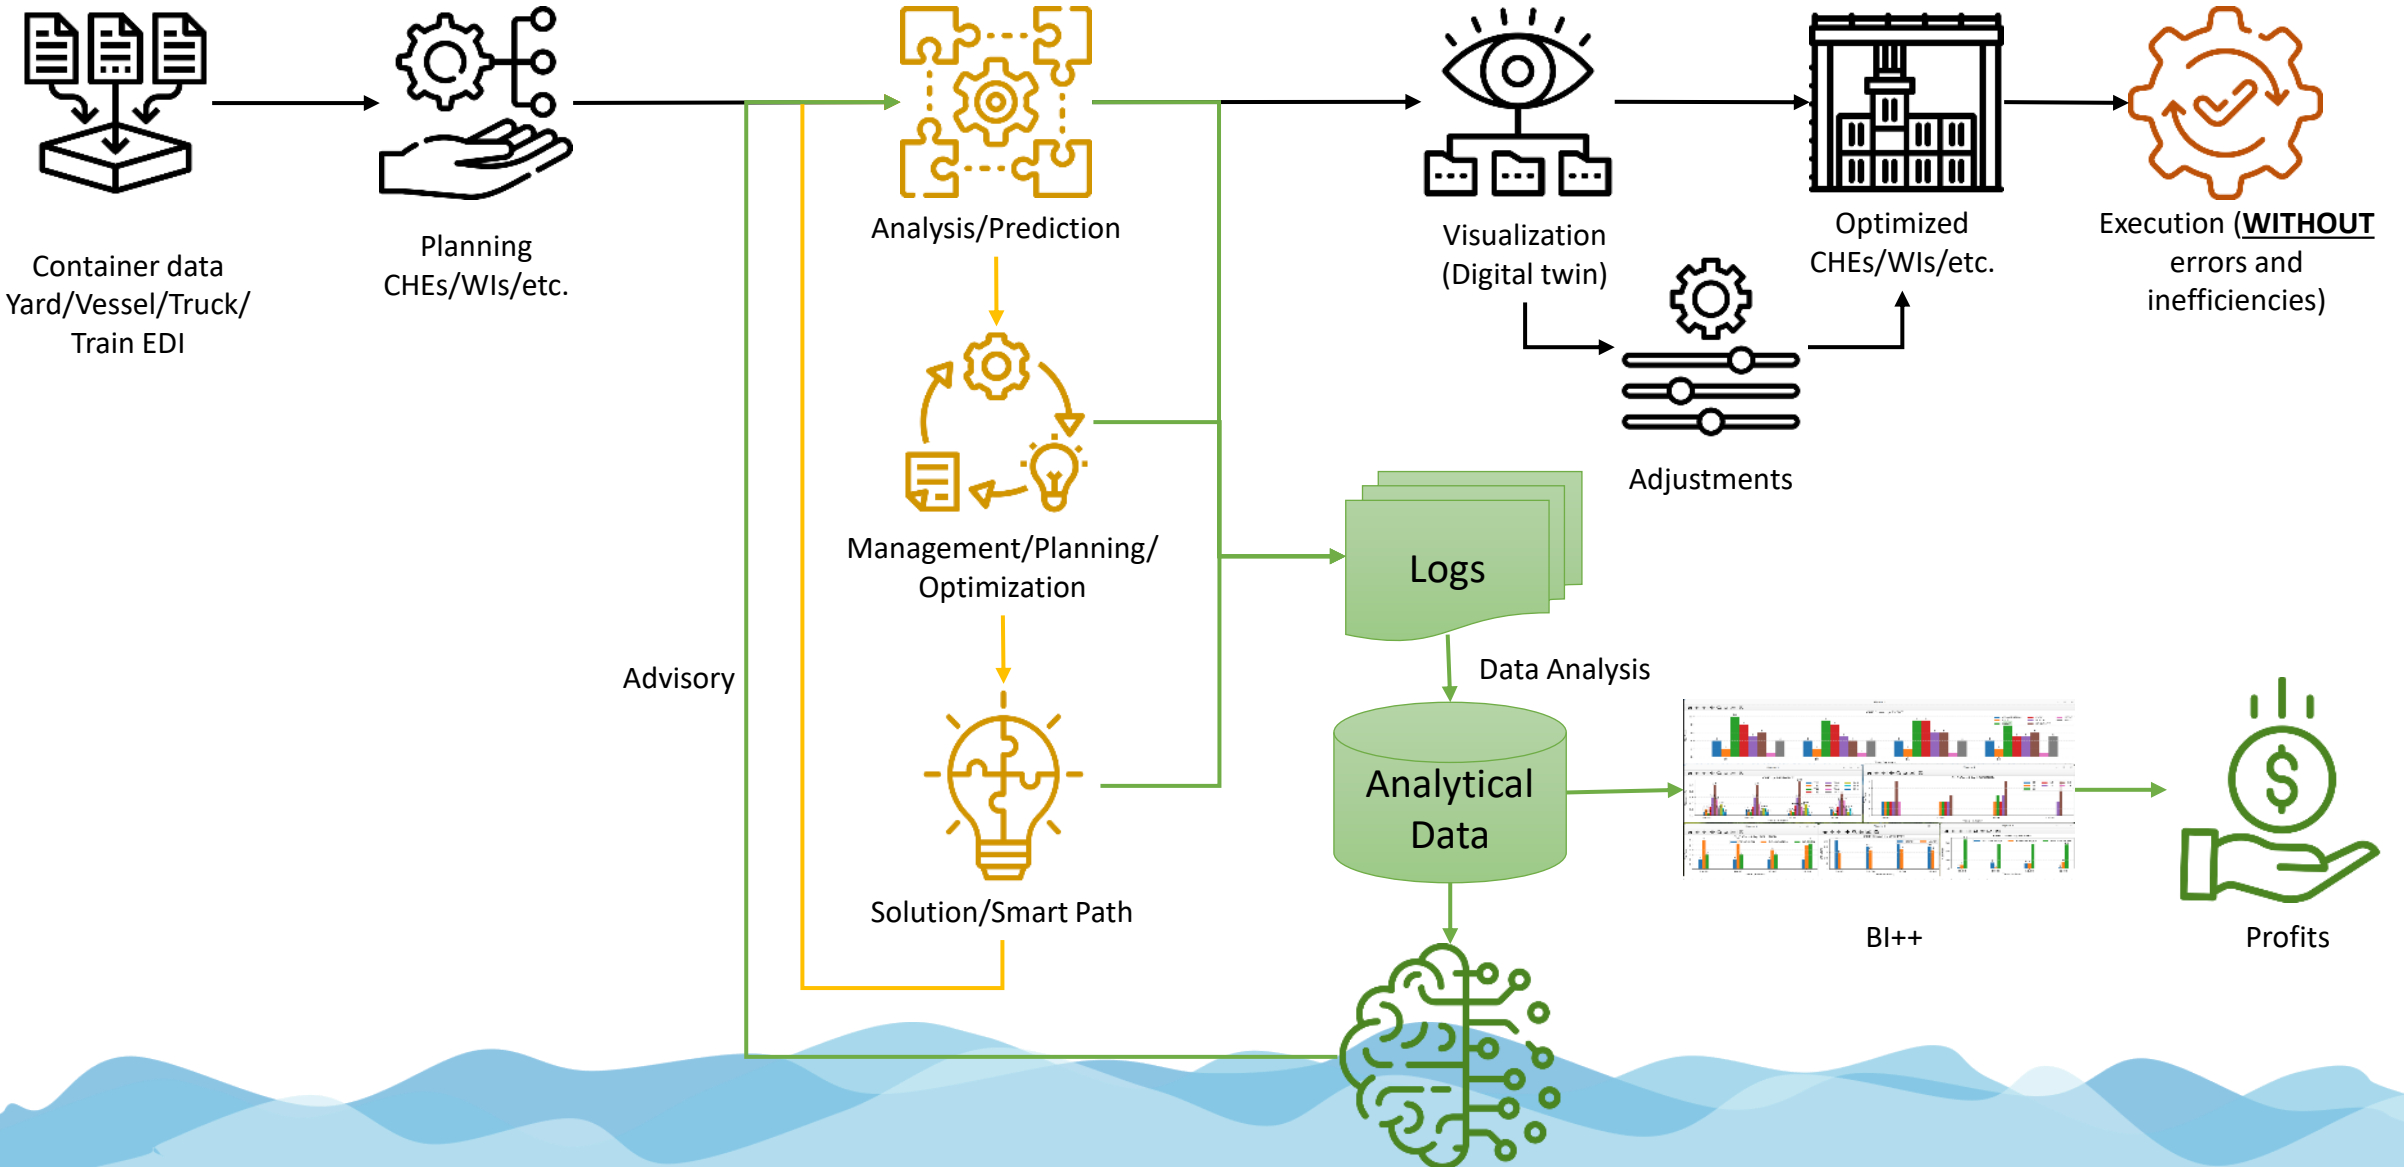 Container data
Yard/Vessel/Truck/
Train EDI
Planning
CHEs/WIs/etc.
Analysis/Prediction
Management/Planning/
Optimization
Solution/Smart Path
Advisory
Visualization
(Digital twin)
Adjustments
Optimized
CHEs/WIs/etc.
Execution (WITHOUT
errors and
inefficiencies)
Logs
Data Analysis
Analytical
Data
BI++
Profits